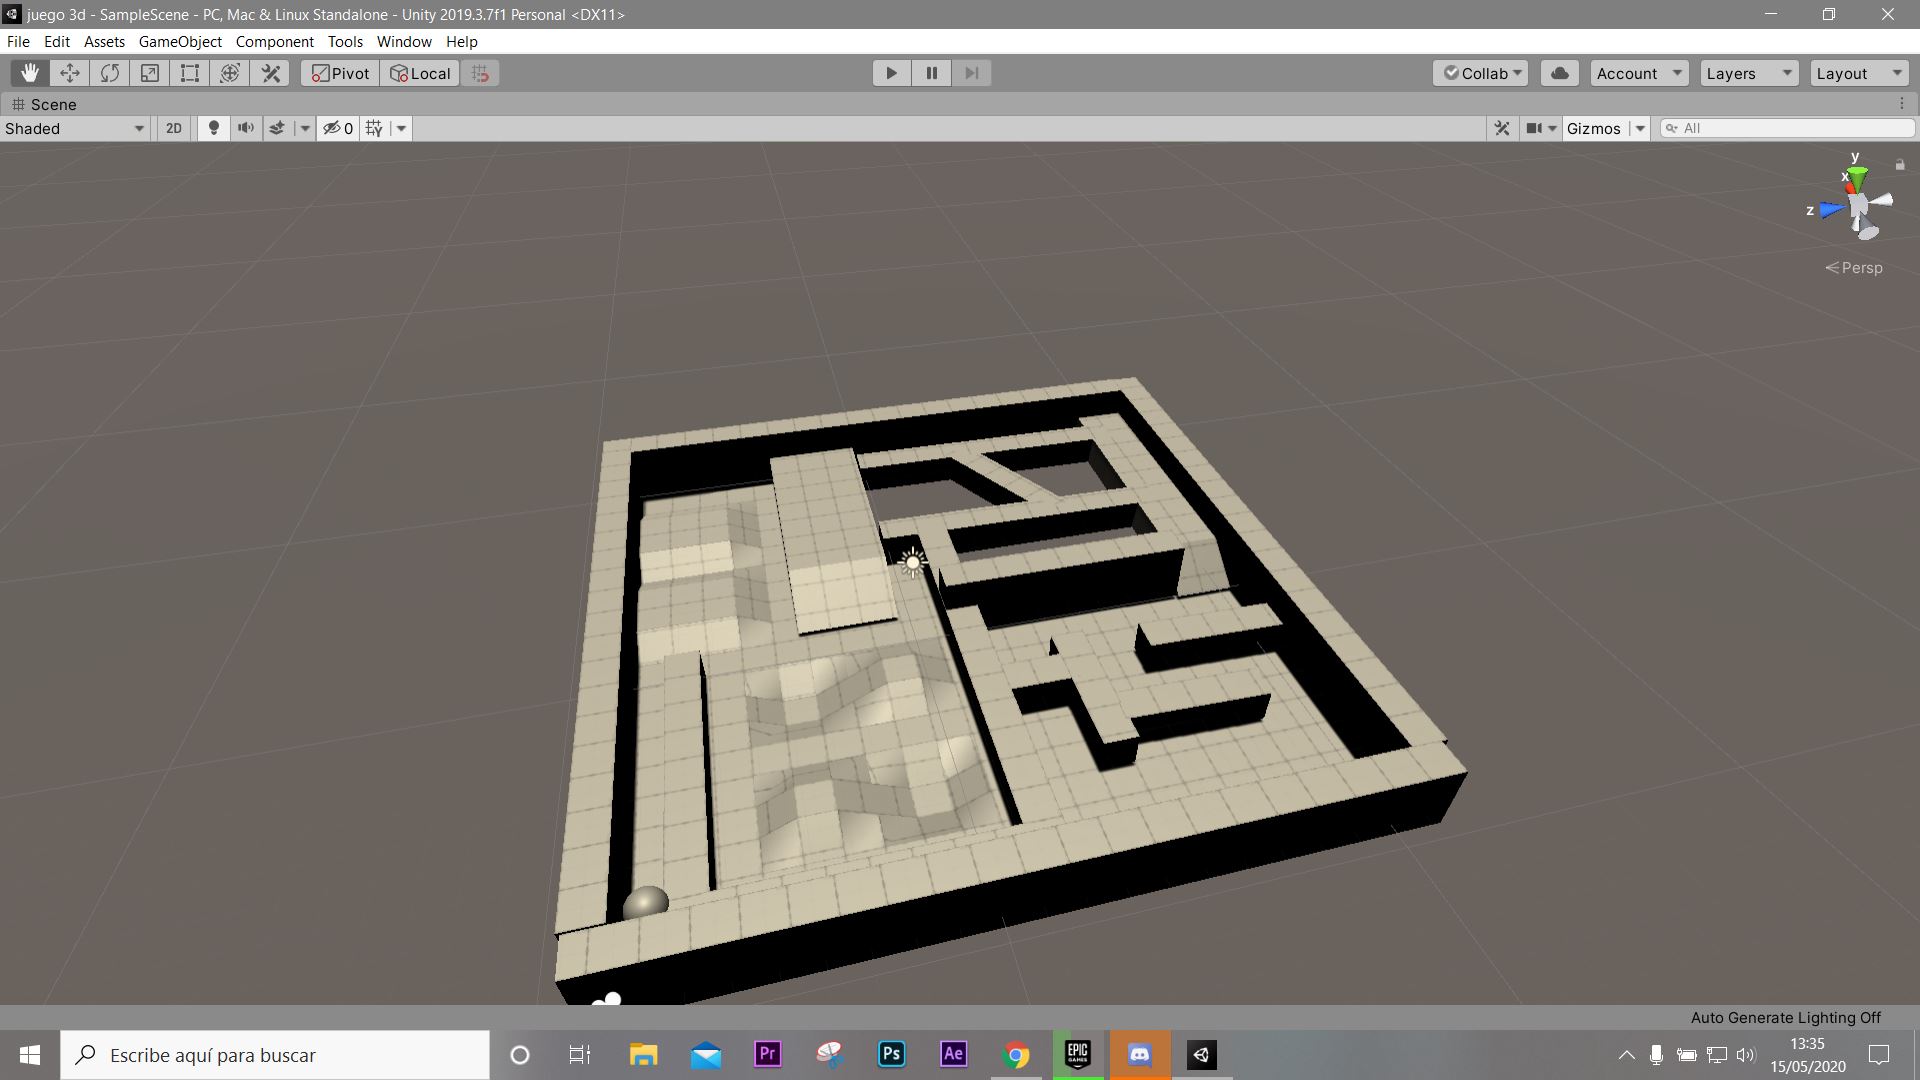 juego 3d - SampleScene - PC, Mac & Linux Standalone - Unity 2019.3.7f1 Personal <DX11>
File Edit Assets GameObject Component Tools Window Help
Pivot Local Collab Account Layers Layout
Scene
Shaded 2D 0 Gizmos All
y
x
z
Persp
Auto Generate Lighting Off
Escribe aquí para buscar
Pr
Ps
Ae
EPIC
GAMES
13:35
15/05/2020